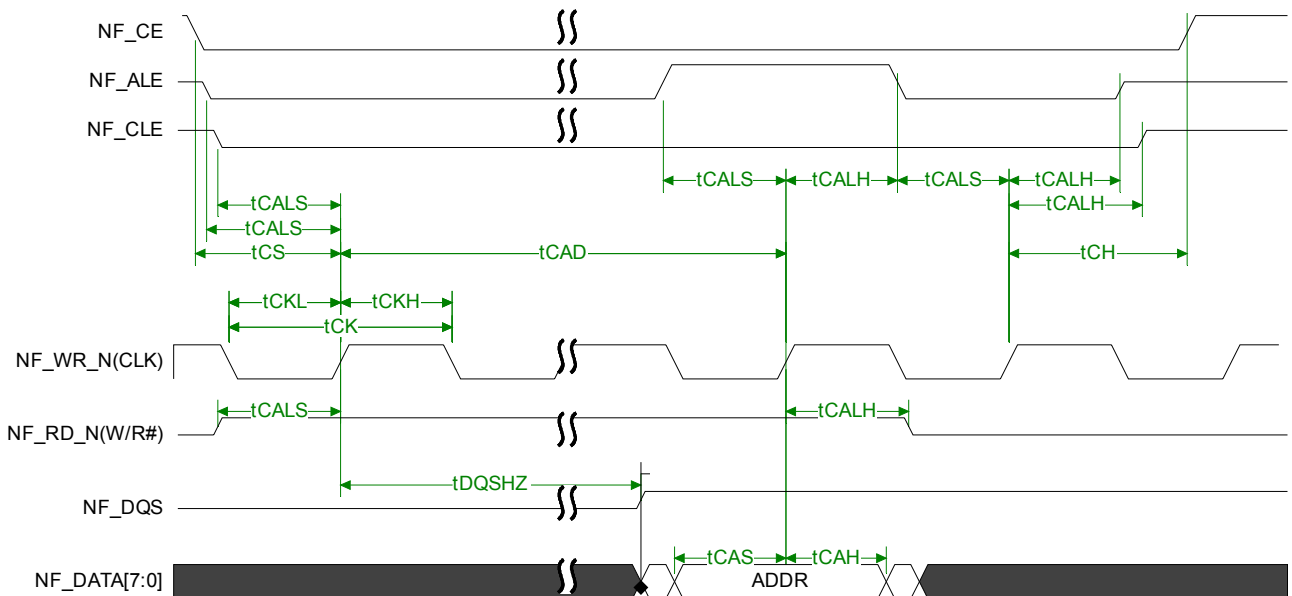 NF_CE
NF_ALE
NF_CLE
tCALS tCALH tCALS tCALH
tCALS tCALH
tCALS
tCS tCAD tCH
tCKL tCKH
tCK
NF_WR_N(CLK)
tCALS tCALH
NF_RD_N(W/R#)
tDQSHZ
NF_DQS
tCAS tCAH
NF_DATA[7:0] ADDR